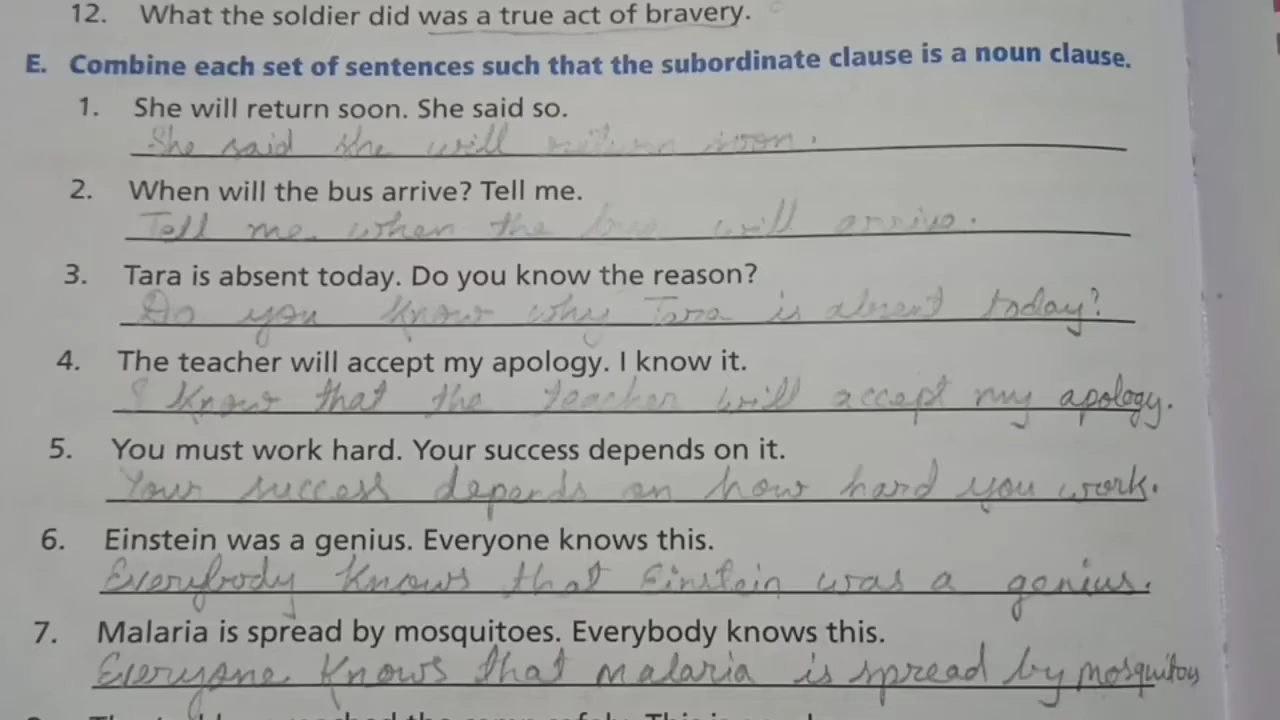 12. What the soldier did was a true act of bravery.
E. Combine each set of sentences such that the subordinate clause is a noun clause.
1. She will return soon. She said so.
She said she will return soon.
2. When will the bus arrive? Tell me.
Tell me when the bus will arrive.
3. Tara is absent today. Do you know the reason?
Do you know why Tara is absent today?
4. The teacher will accept my apology. I know it.
I know that the teacher will accept my apology.
5. You must work hard. Your success depends on it.
Your success depends on how hard you work.
6. Einstein was a genius. Everyone knows this.
Everybody knows that Einstein was a genius.
7. Malaria is spread by mosquitoes. Everybody knows this.
Everyone knows that malaria is spread by